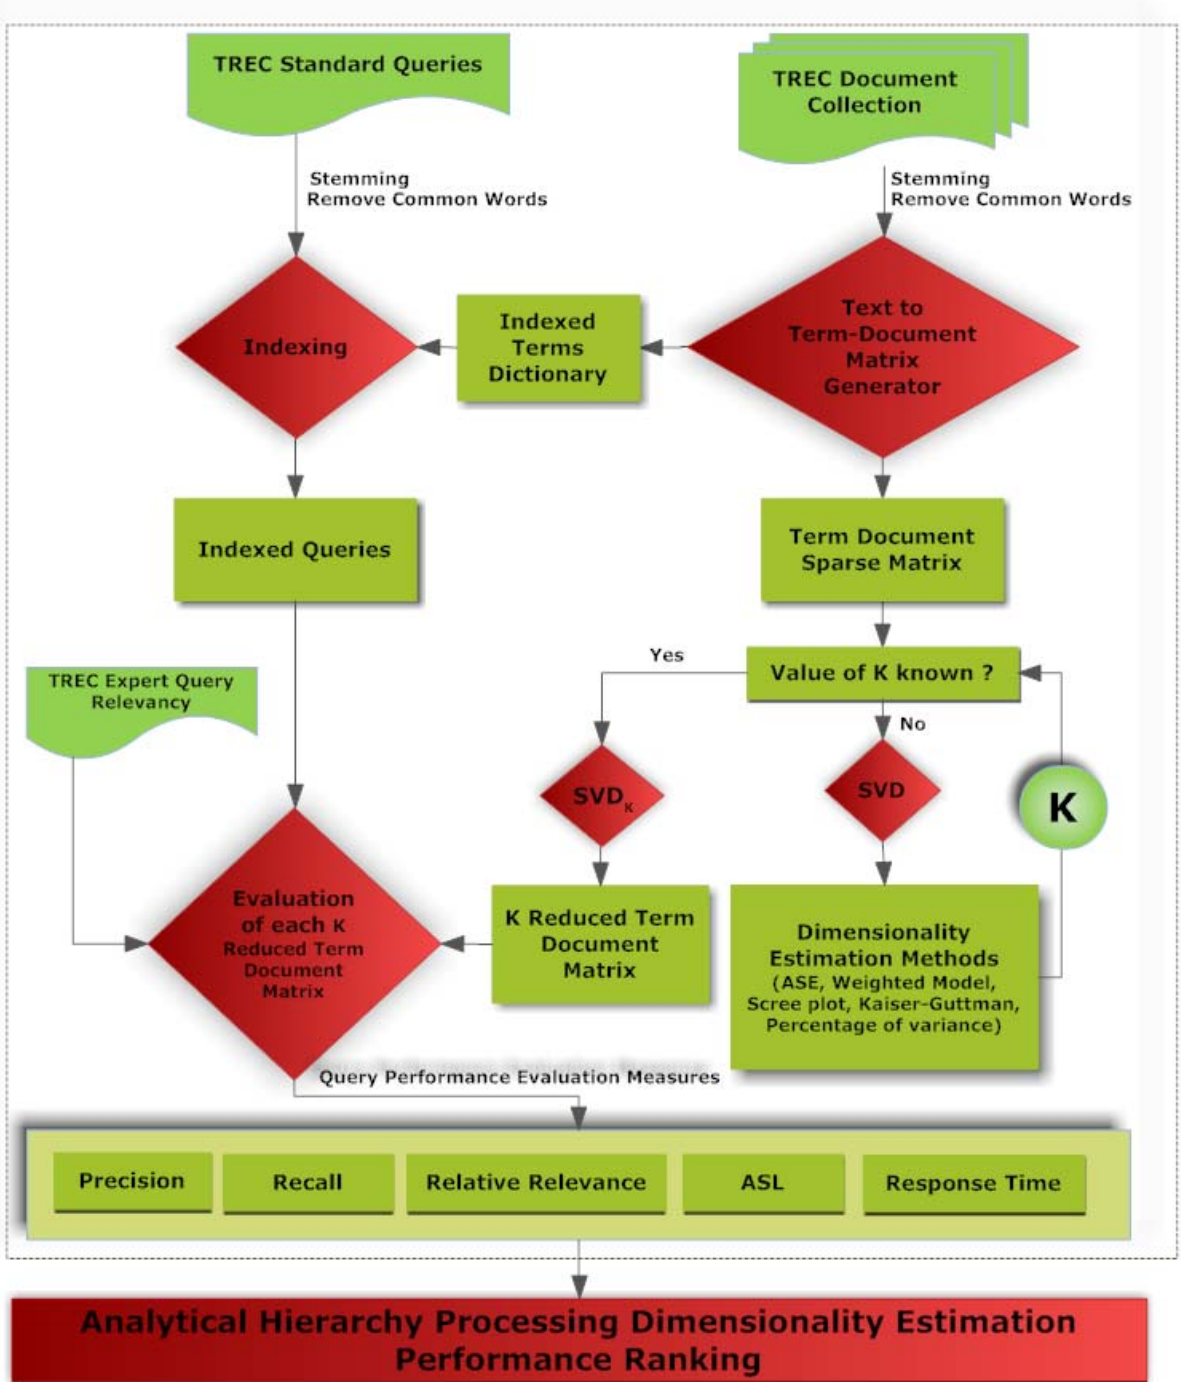 TREC Standard Queries
TREC Document
Collection
Stemming
Remove Common Words
Stemming
Remove Common Words
Indexing
Indexed
Terms
Dictionary
Text to
Term-Document
Matrix
Generator
Indexed Queries
Term Document
Sparse Matrix
Yes
Value of K known ?
No
TREC Expert Query
Relevancy
SVDK
SVD
K
Evaluation
of each K
Reduced Term
Document
Matrix
K Reduced Term
Document
Matrix
Dimensionality
Estimation Methods
(ASE, Weighted Model,
Scree plot, Kaiser-Guttman,
Percentage of variance)
Query Performance Evaluation Measures
Precision
Recall
Relative Relevance
ASL
Response Time
Analytical Hierarchy Processing Dimensionality Estimation
Performance Ranking